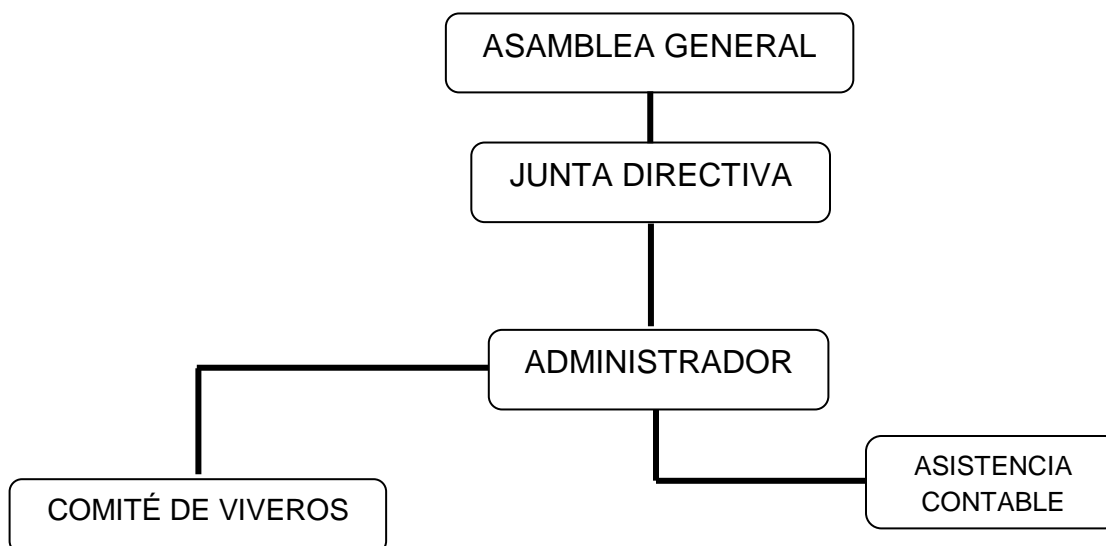 ASAMBLEA GENERAL
JUNTA DIRECTIVA
ADMINISTRADOR
ASISTENCIA
CONTABLE
COMITÉ DE VIVEROS